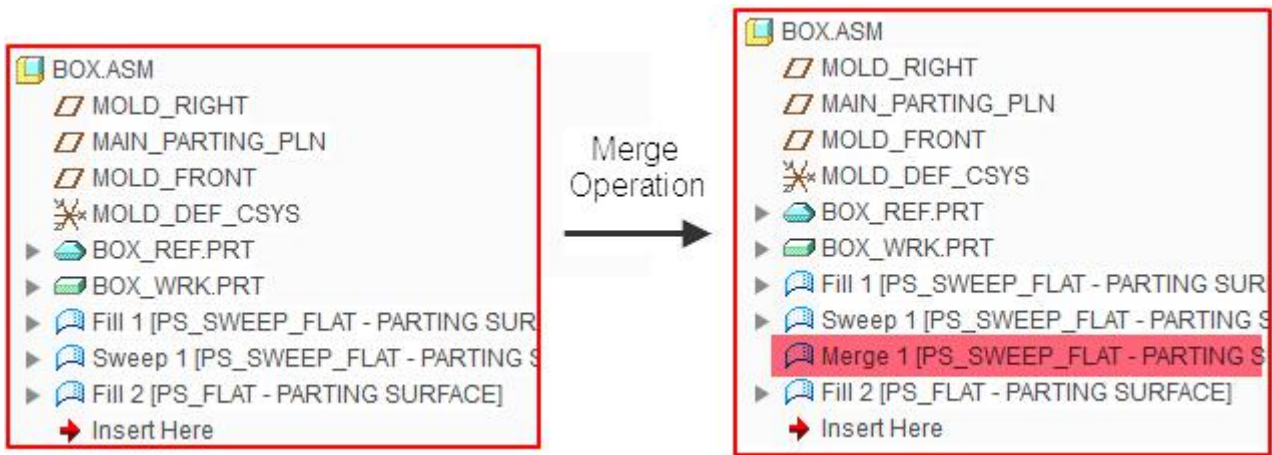 BOX.ASM
MOLD_RIGHT
MAIN_PARTING_PLN
MOLD_FRONT
MOLD_DEF_CSYS
BOX_REF.PRT
BOX_WRK.PRT
Fill 1 [PS_SWEEP_FLAT - PARTING SUR
Sweep 1 [PS_SWEEP_FLAT - PARTING S
Fill 2 [PS_FLAT - PARTING SURFACE]
Insert Here
Merge
Operation
BOX.ASM
MOLD_RIGHT
MAIN_PARTING_PLN
MOLD_FRONT
MOLD_DEF_CSYS
BOX_REF.PRT
BOX_WRK.PRT
Fill 1 [PS_SWEEP_FLAT - PARTING SUR
Sweep 1 [PS_SWEEP_FLAT - PARTING S
Merge 1 [PS_SWEEP_FLAT - PARTING S
Fill 2 [PS_FLAT - PARTING SURFACE]
Insert Here